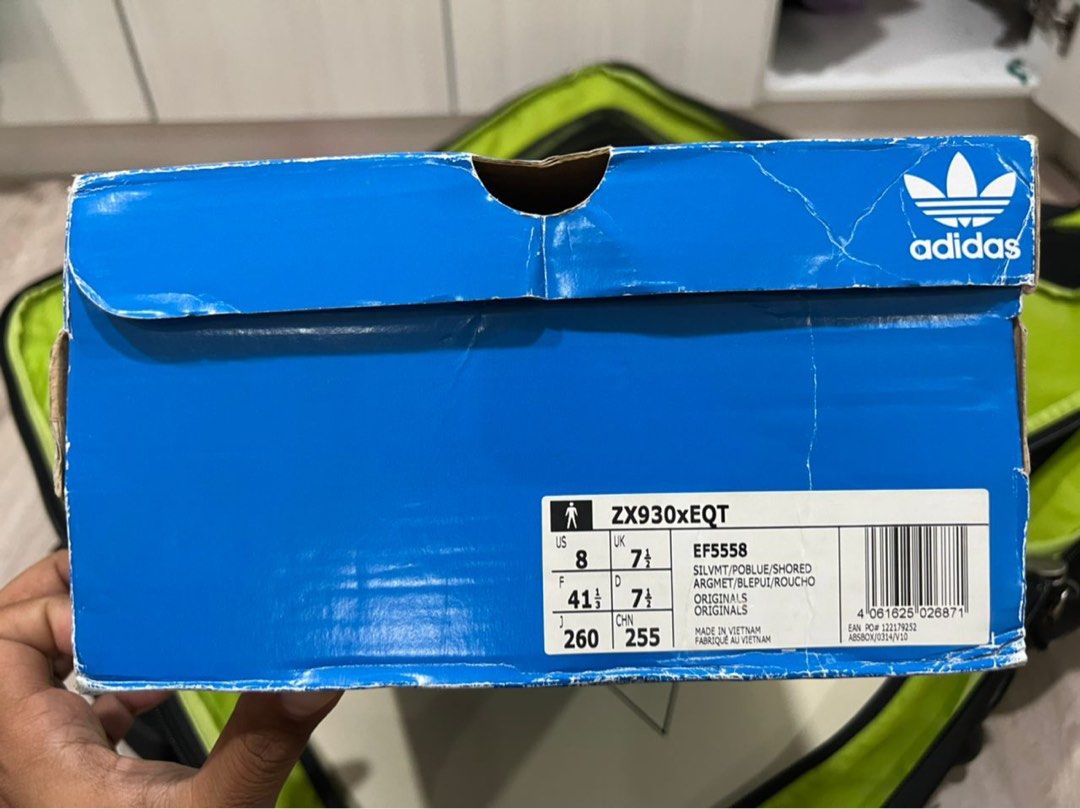 adidas
ZX930xEQT
US 8 UK 7½
F 41⅓ D 7½
J 260 CHN 255
EF5558
SILVMT/POBLUE/SHORED
ARGMET/BLEPUI/ROUCHO
ORIGINALS
ORIGINALS
MADE IN VIETNAM
FABRIQUÉ AU VIETNAM
4 061625 026871
EAN PO# 122179252
ABSBOX/0314/V10